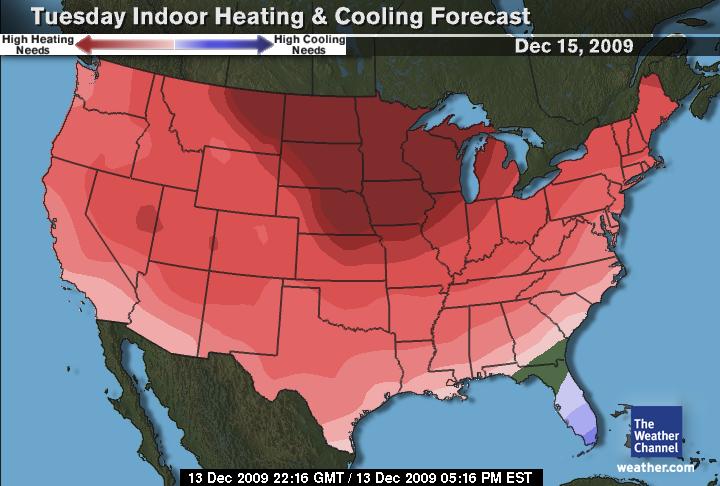 Tuesday Indoor Heating & Cooling Forecast
High Heating
Needs
High Cooling
Needs
Dec 15, 2009
The
Weather
Channel
weather.com
13 Dec 2009 22:16 GMT / 13 Dec 2009 05:16 PM EST